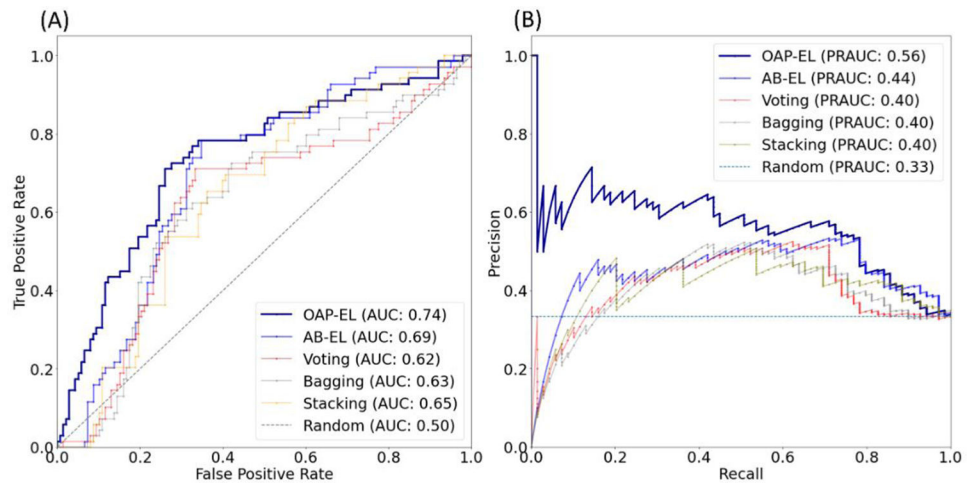 (A)
1.0
0.8
0.6
0.4
0.2
0.0
True Positive Rate
OAP-EL (AUC: 0.74)
AB-EL (AUC: 0.69)
Voting (AUC: 0.62)
Bagging (AUC: 0.63)
Stacking (AUC: 0.65)
Random (AUC: 0.50)
0.0 0.2 0.4 0.6 0.8 1.0
False Positive Rate
(B)
1.0
0.8
0.6
0.4
0.2
0.0
Precision
OAP-EL (PRAUC: 0.56)
AB-EL (PRAUC: 0.44)
Voting (PRAUC: 0.40)
Bagging (PRAUC: 0.40)
Stacking (PRAUC: 0.40)
Random (PRAUC: 0.33)
0.0 0.2 0.4 0.6 0.8 1.0
Recall